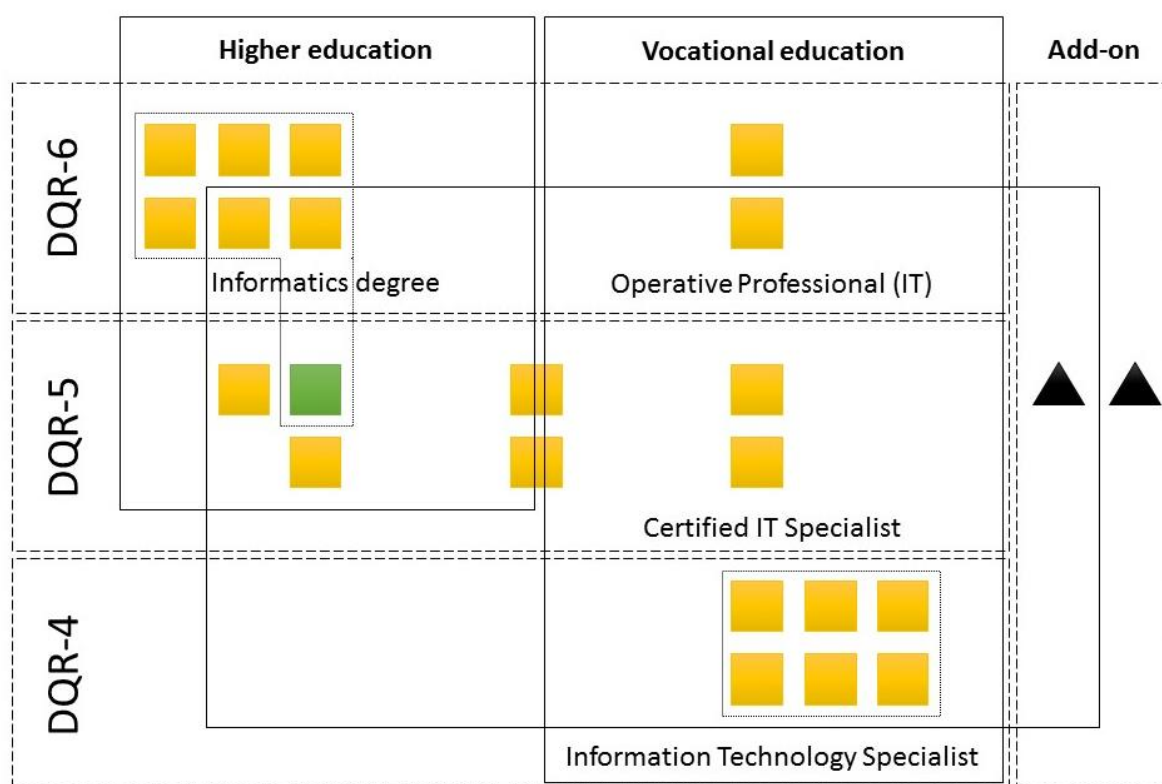 Higher education
Vocational education
Add-on
DQR-6
Informatics degree
Operative Professional (IT)
DQR-5
Certified IT Specialist
DQR-4
Information Technology Specialist